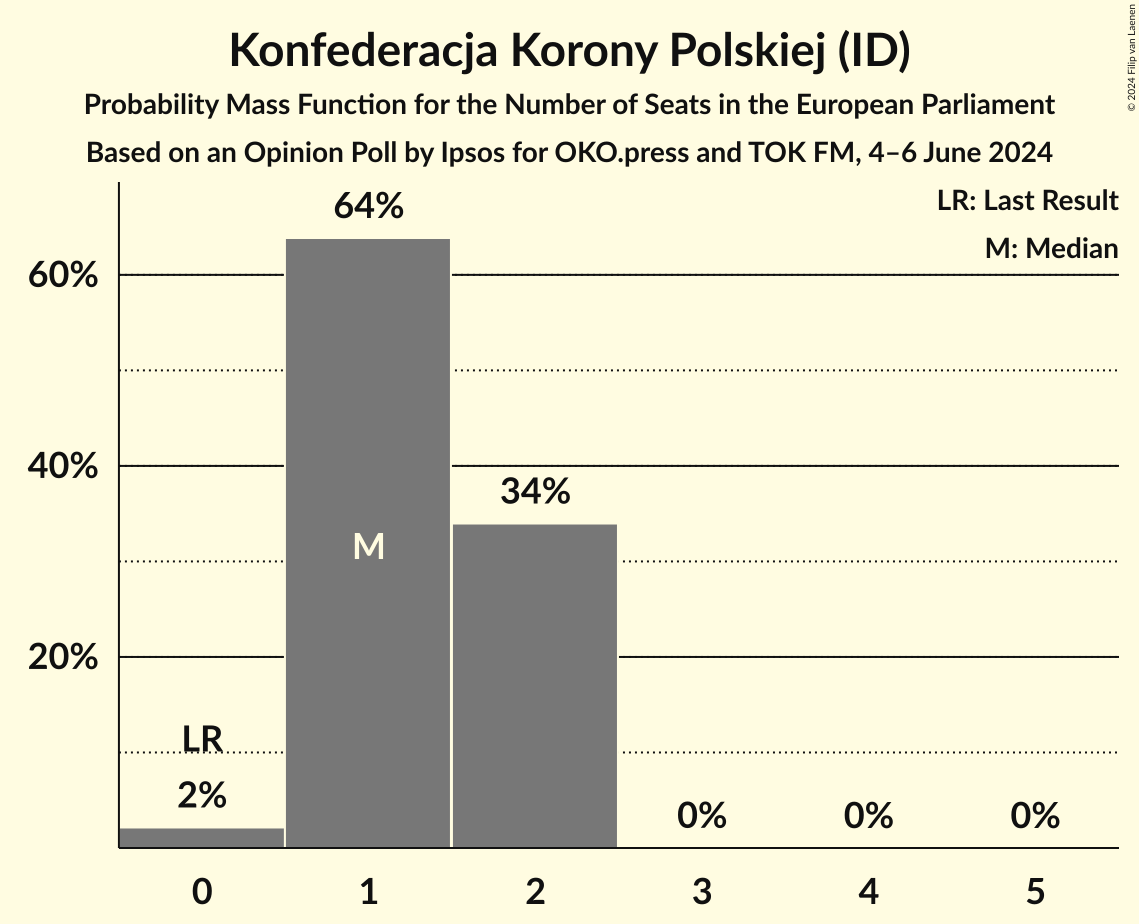 Konfederacja Korony Polskiej (ID)
Probability Mass Function for the Number of Seats in the European Parliament
Based on an Opinion Poll by Ipsos for OKO.press and TOK FM, 4–6 June 2024
© 2024 Filip van Laenen
LR: Last Result
M: Median
64%
60%
40%
34%
M
20%
LR
2%
0%
0%
0%
0
1
2
3
4
5